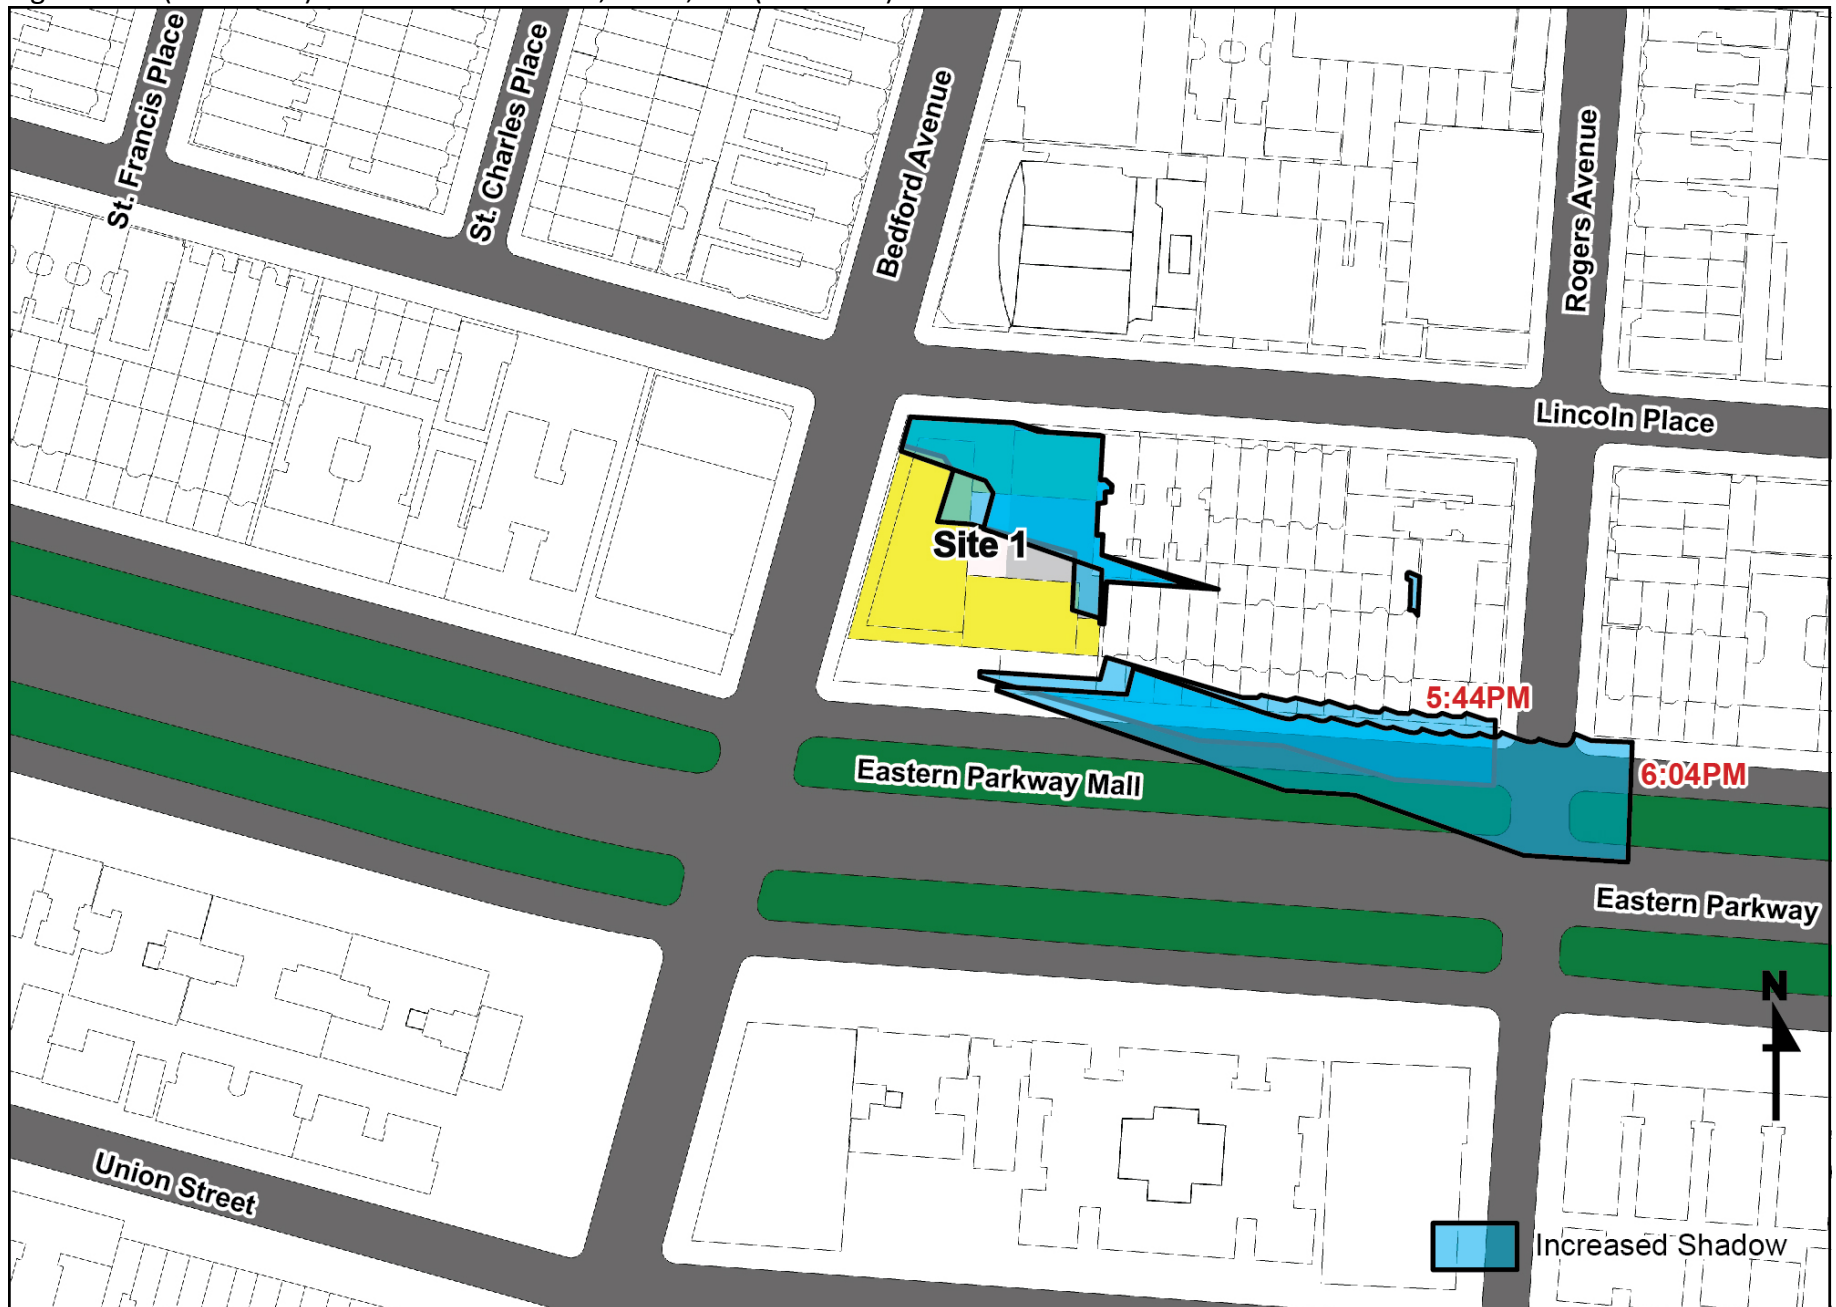 St. Francis Place
St. Charles Place
Bedford Avenue
Rogers Avenue
Lincoln Place
Site 1
5:44PM
6:04PM
Eastern Parkway Mall
Eastern Parkway
N
Union Street
Increased Shadow